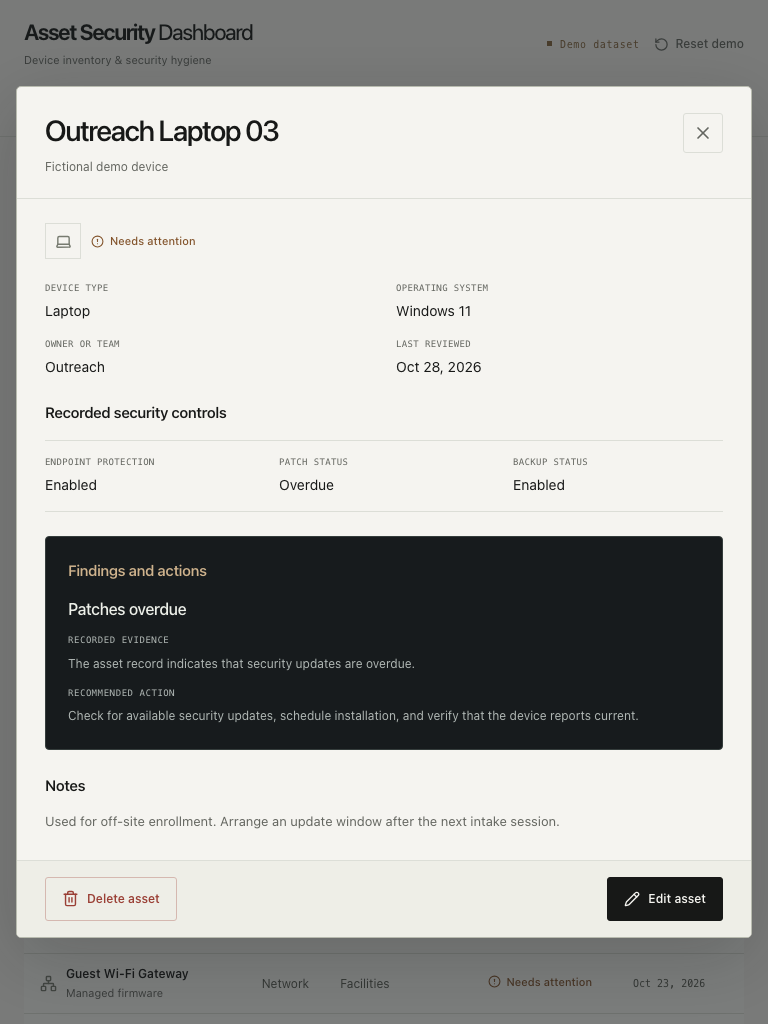 Asset Security Dashboard
Device inventory & security hygiene
Demo dataset
Reset demo
Outreach Laptop 03
Fictional demo device
Needs attention
DEVICE TYPE
Laptop
OPERATING SYSTEM
Windows 11
OWNER OR TEAM
Outreach
LAST REVIEWED
Oct 28, 2026
Recorded security controls
ENDPOINT PROTECTION
Enabled
PATCH STATUS
Overdue
BACKUP STATUS
Enabled
Findings and actions
Patches overdue
RECORDED EVIDENCE
The asset record indicates that security updates are overdue.
RECOMMENDED ACTION
Check for available security updates, schedule installation, and verify that the device reports current.
Notes
Used for off-site enrollment. Arrange an update window after the next intake session.
Delete asset
Edit asset
Guest Wi-Fi Gateway
Managed firmware
Network
Facilities
Needs attention
Oct 23, 2026